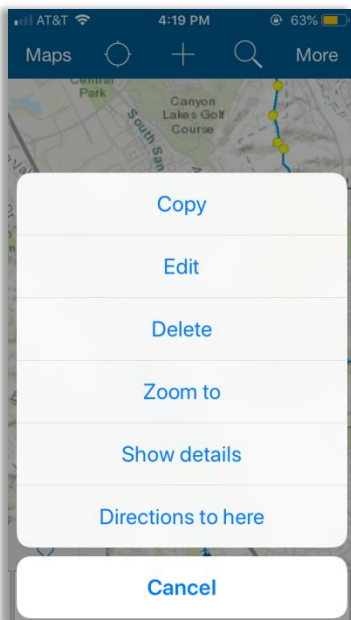 AT&T 4:19 PM 63%
Maps More
Central
Park
Canyon
Lakes Golf
Course
South San
Copy
Edit
Delete
Zoom to
Show details
Directions to here
Cancel